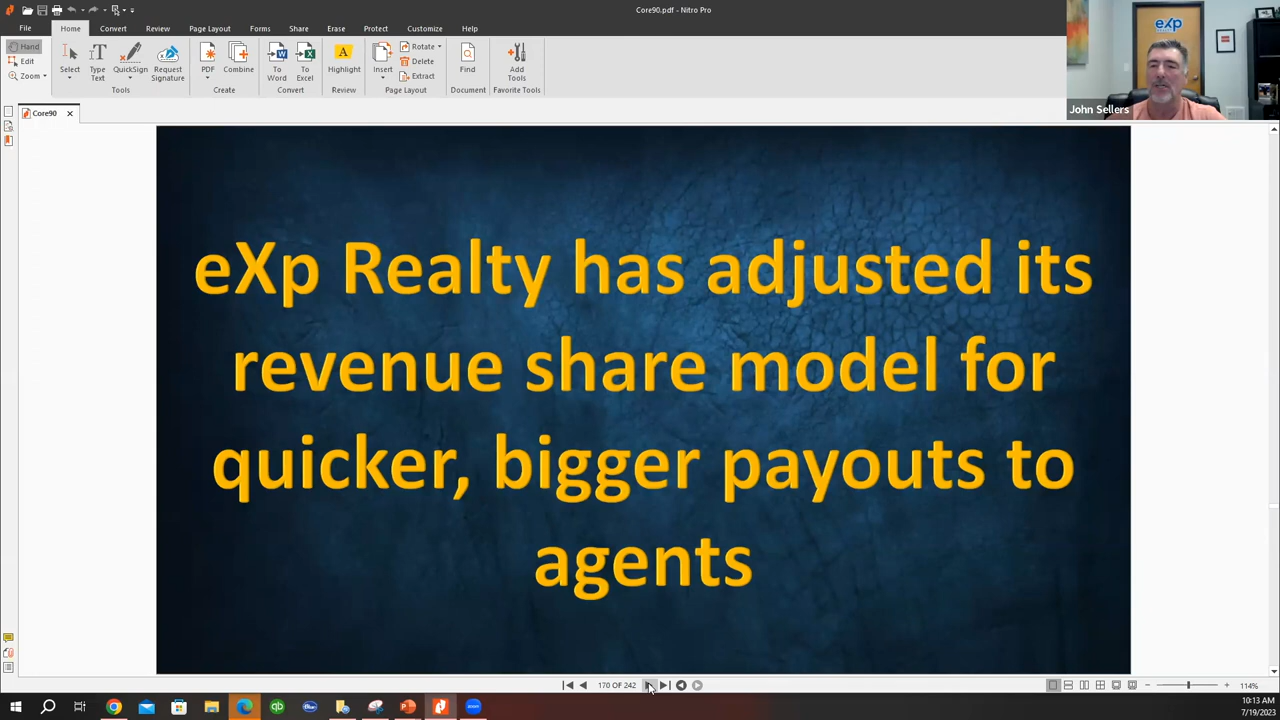 Core90.pdf - Nitro Pro
File Home Convert Review Page Layout Forms Share Erase Protect Customize Help
Hand
Edit
Zoom
Select
Type Text
QuickSign
Request Signature
Tools
PDF
Combine
Create
To Word
To Excel
Convert
Highlight
Review
Insert
Rotate
Delete
Extract
Page Layout
Find
Document
Add Tools
Favorite Tools
eXp
John Sellers
Core90
eXp Realty has adjusted its
revenue share model for
quicker, bigger payouts to
agents
170 OF 242
114%
10:13 AM
7/19/2023